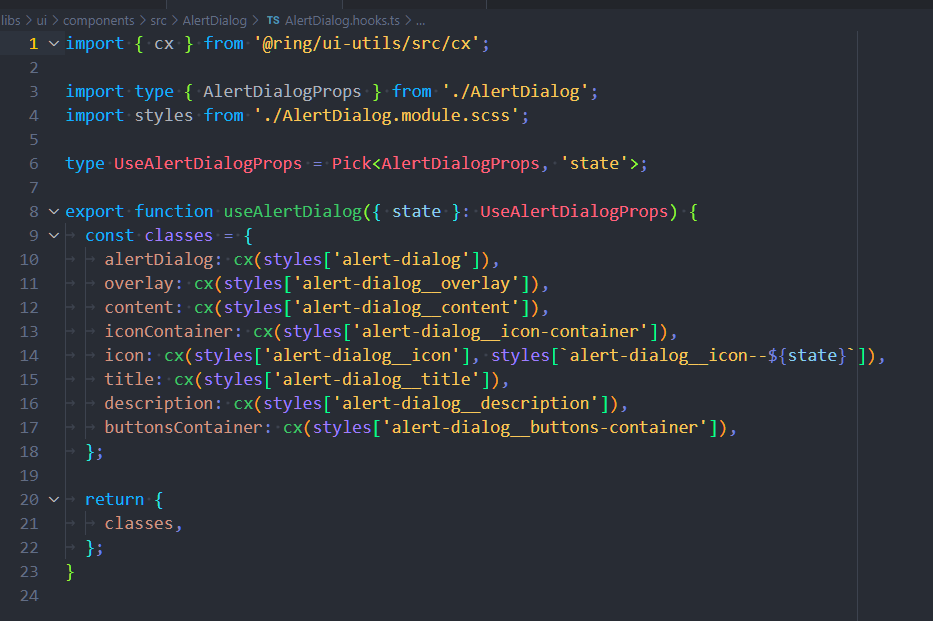 libs > ui > components > src > AlertDialog > TS AlertDialog.hooks.ts > ...
1 import { cx } from '@ring/ui-utils/src/cx';
2
3 import type { AlertDialogProps } from './AlertDialog';
4 import styles from './AlertDialog.module.scss';
5
6 type UseAlertDialogProps = Pick<AlertDialogProps, 'state'>;
7
8 export function useAlertDialog({ state }: UseAlertDialogProps) {
9   const classes = {
10     alertDialog: cx(styles['alert-dialog']),
11     overlay: cx(styles['alert-dialog__overlay']),
12     content: cx(styles['alert-dialog__content']),
13     iconContainer: cx(styles['alert-dialog__icon-container']),
14     icon: cx(styles['alert-dialog__icon'], styles[`alert-dialog__icon--${state}`]),
15     title: cx(styles['alert-dialog__title']),
16     description: cx(styles['alert-dialog__description']),
17     buttonsContainer: cx(styles['alert-dialog__buttons-container']),
18   };
19
20   return {
21     classes,
22   };
23 }
24